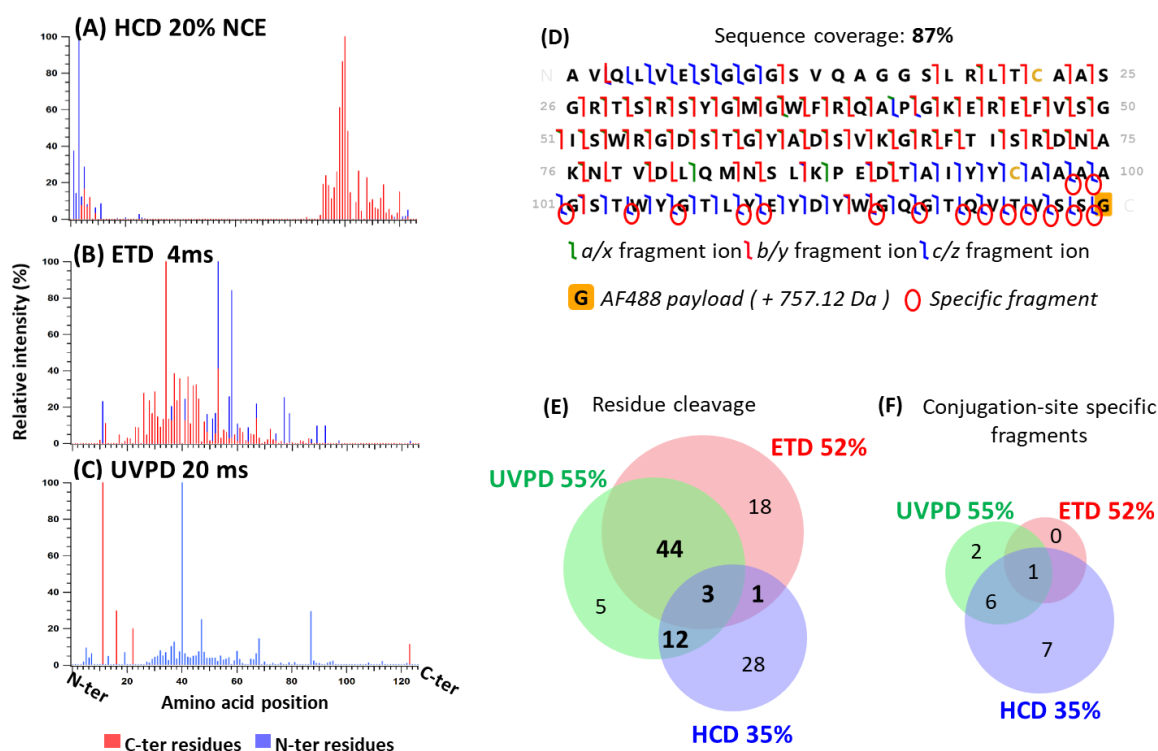 (A) HCD 20% NCE
100
80
60
40
20
0
(B) ETD 4ms
100
80
60
40
20
0
(C) UVPD 20 ms
100
80
60
40
20
0
Relative intensity (%)
N-ter
20
40
60
80
100
120
C-ter
Amino acid position
C-ter residues
N-ter residues
(D) Sequence coverage: 87%
N A V Q L V E S G G G S V Q A G G S L R L T C A A S 25
26 G R T S R S Y G M G W F R Q A P G K E R E F V S G 50
51 I S W R G D S T G Y A D S V K G R F T I S R D N A 75
76 K N T V D L Q M N S L K P E D T A I Y Y C A A A A 100
101 G S T W Y G T L Y E Y D Y W G Q G T Q V T V S S G C
a/x fragment ion b/y fragment ion c/z fragment ion
G AF488 payload ( + 757.12 Da ) Specific fragment
(E) Residue cleavage
ETD 52%
UVPD 55%
18
44
5
3
1
12
28
HCD 35%
(F) Conjugation-site specific
fragments
UVPD 55%
ETD 52%
2
0
1
6
7
HCD 35%